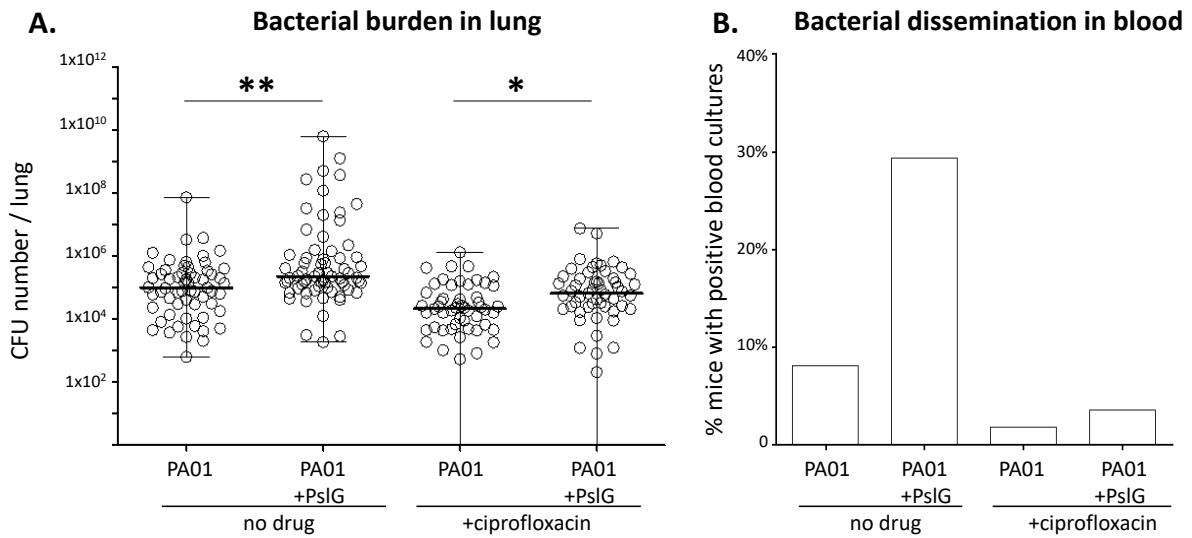 A. Bacterial burden in lung
CFU number / lung
1x10¹²
1x10¹⁰
1x10⁸
1x10⁶
1x10⁴
1x10²
** *
PA01 PA01 PA01 PA01
+PslG +PslG
no drug +ciprofloxacin
B. Bacterial dissemination in blood
% mice with positive blood cultures
40%
30%
20%
10%
0
PA01 PA01 PA01 PA01
+PslG +PslG
no drug +ciprofloxacin